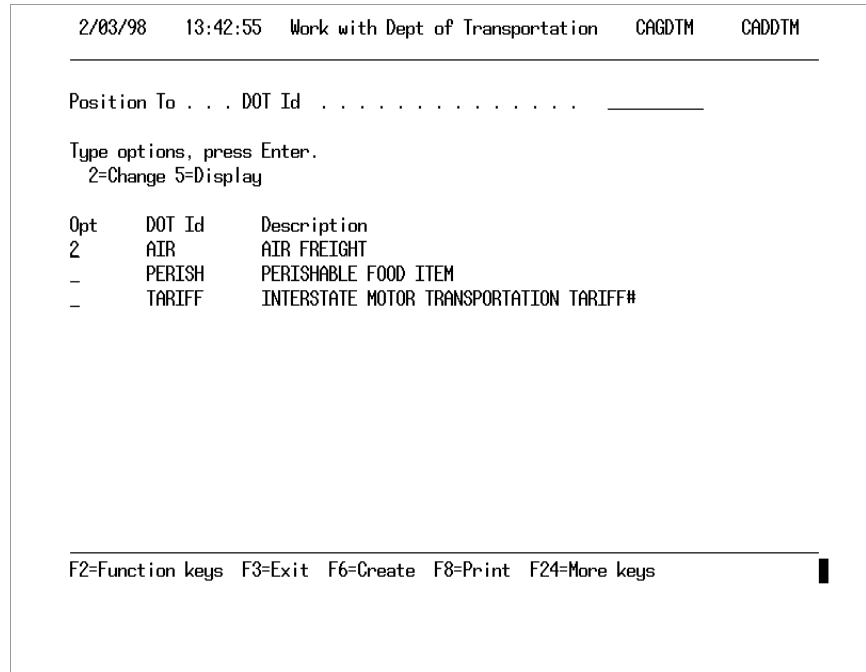 2/03/98 13:42:55 Work with Dept of Transportation CAGDTM CADDTM
Position To . . . DOT Id . . . . . . . . . . . . . . __________
Type options, press Enter.
2=Change 5=Display
Opt DOT Id Description
2 AIR AIR FREIGHT
_ PERISH PERISHABLE FOOD ITEM
_ TARIFF INTERSTATE MOTOR TRANSPORTATION TARIFF#
F2=Function keys F3=Exit F6=Create F8=Print F24=More keys